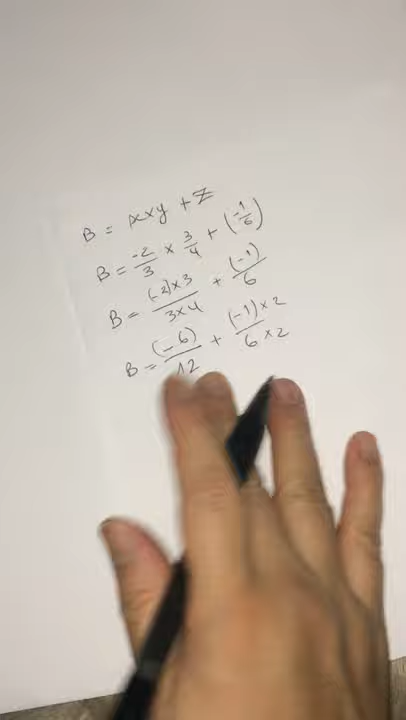 B = x×y + z
B = -2/3 × 3/4 + (-1/6)
B = (-2)×3/3×4 + (-1)/6
B = (-6)/12 + (-1)×2/6×2